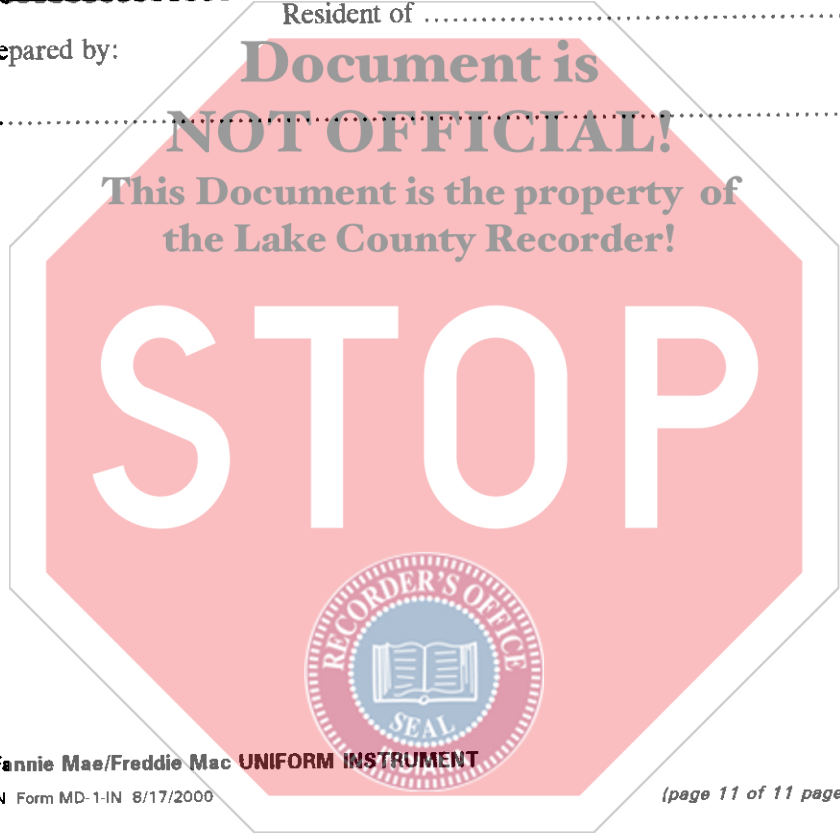 Resident of
epared by:
Document is
NOT OFFICIAL!
This Document is the property of
the Lake County Recorder!
STOP
RECORDER'S OFFICE
SEAL
INDIANA
annie Mae/Freddie Mac UNIFORM INSTRUMENT
N Form MD-1-IN 8/17/2000
(page 11 of 11 page